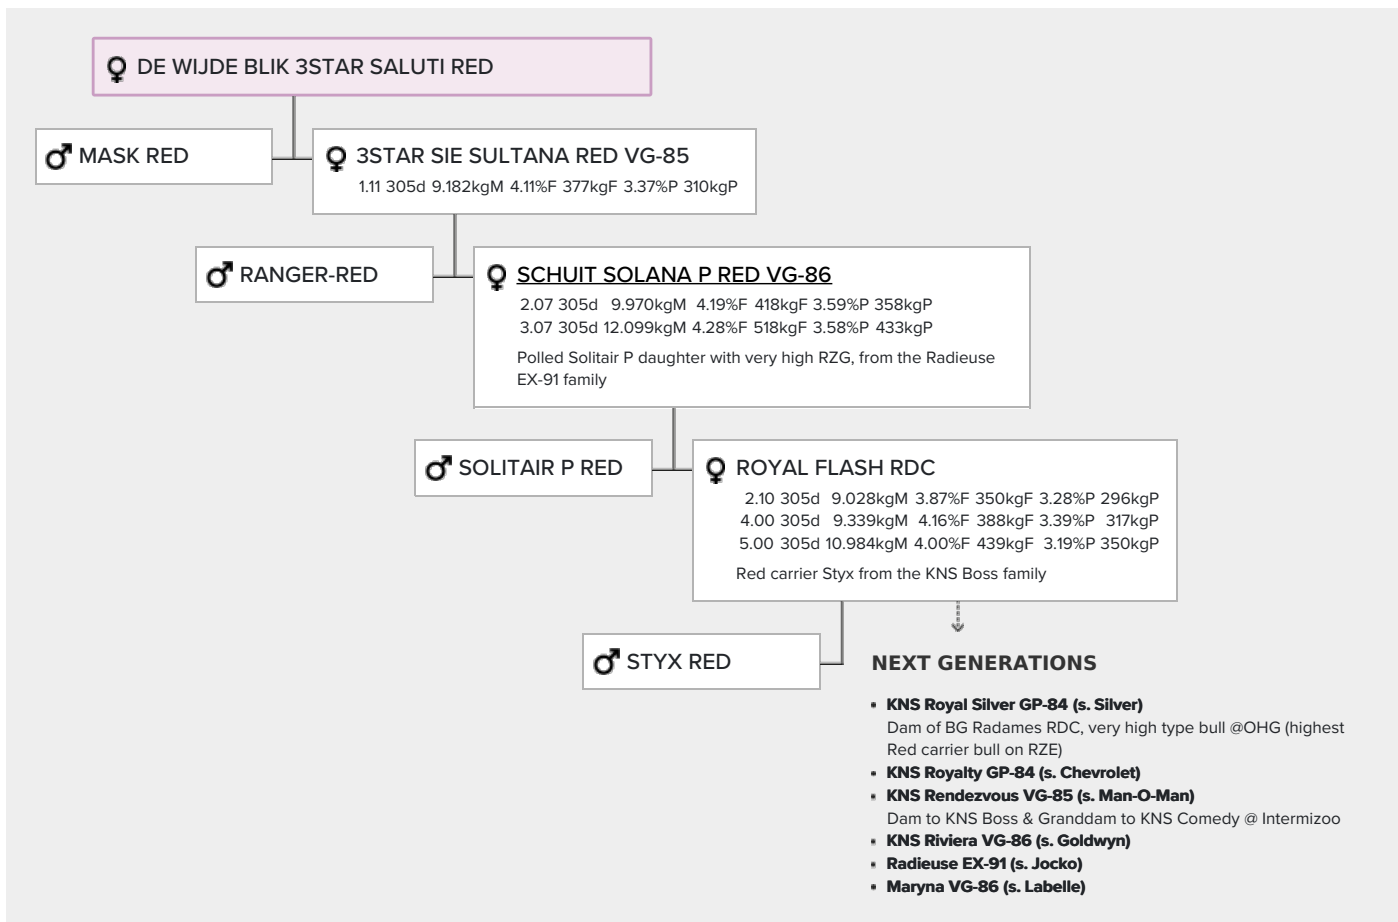 DE WIJDE BLIK 3STAR SALUTI RED
MASK RED
3STAR SIE SULTANA RED VG-85
1.11 305d 9.182kgM 4.11%F 377kgF 3.37%P 310kgP
RANGER-RED
SCHUIT SOLANA P RED VG-86
2.07 305d 9.970kgM 4.19%F 418kgF 3.59%P 358kgP
3.07 305d 12.099kgM 4.28%F 518kgF 3.58%P 433kgP
Polled Solitair P daughter with very high RZG, from the Radieuse
EX-91 family
SOLITAIR P RED
ROYAL FLASH RDC
2.10 305d 9.028kgM 3.87%F 350kgF 3.28%P 296kgP
4.00 305d 9.339kgM 4.16%F 388kgF 3.39%P 317kgP
5.00 305d 10.984kgM 4.00%F 439kgF 3.19%P 350kgP
Red carrier Styx from the KNS Boss family
STYX RED
NEXT GENERATIONS
KNS Royal Silver GP-84 (s. Silver)
Dam of BG Radames RDC, very high type bull @OHG (highest
Red carrier bull on RZE)
KNS Royalty GP-84 (s. Chevrolet)
KNS Rendezvous VG-85 (s. Man-O-Man)
Dam to KNS Boss & Granddam to KNS Comedy @ Intermizoo
KNS Riviera VG-86 (s. Goldwyn)
Radieuse EX-91 (s. Jocko)
Maryna VG-86 (s. Labelle)